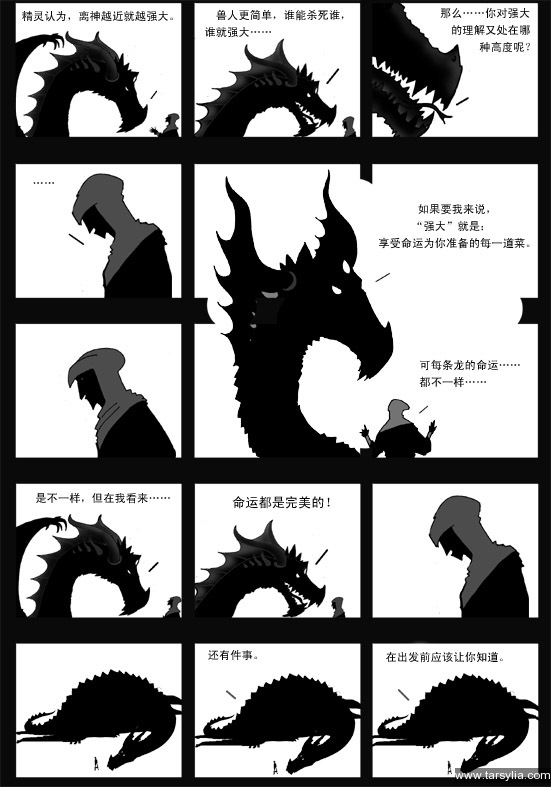 精灵认为，离神越近就越强大。
兽人更简单，谁能杀死谁，
谁就强大……
那么……你对强大
的理解又处在哪
种高度呢？
……
如果要我来说，
“强大”就是：
享受命运为你准备的每一道菜。
可每条龙的命运……
都不一样……
是不一样，但在我看来……
命运都是完美的！
还有件事。
在出发前应该让你知道。
www.tarsylia.com